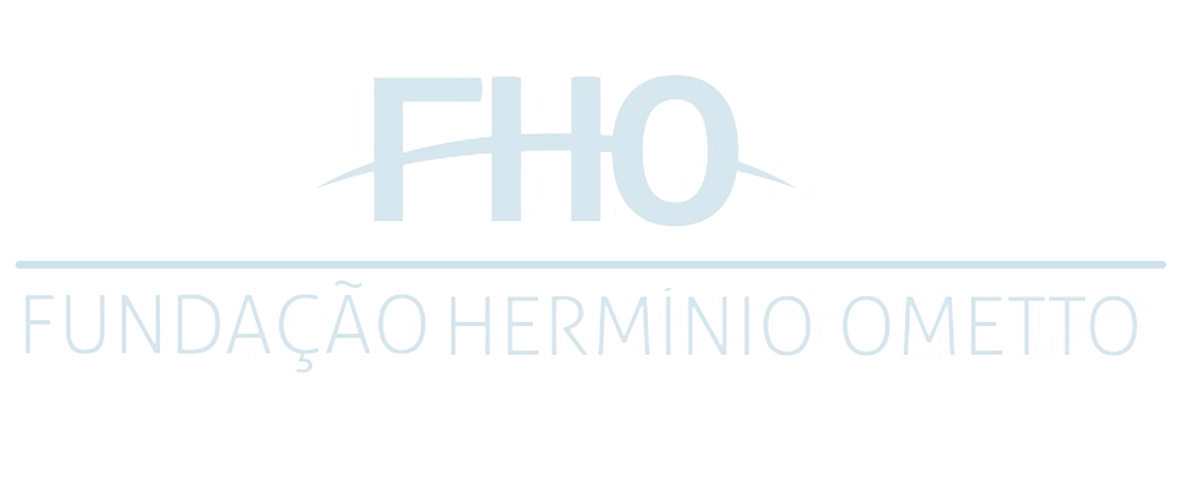 FHO
FUNDAÇÃO HERMÍNIO OMETTO